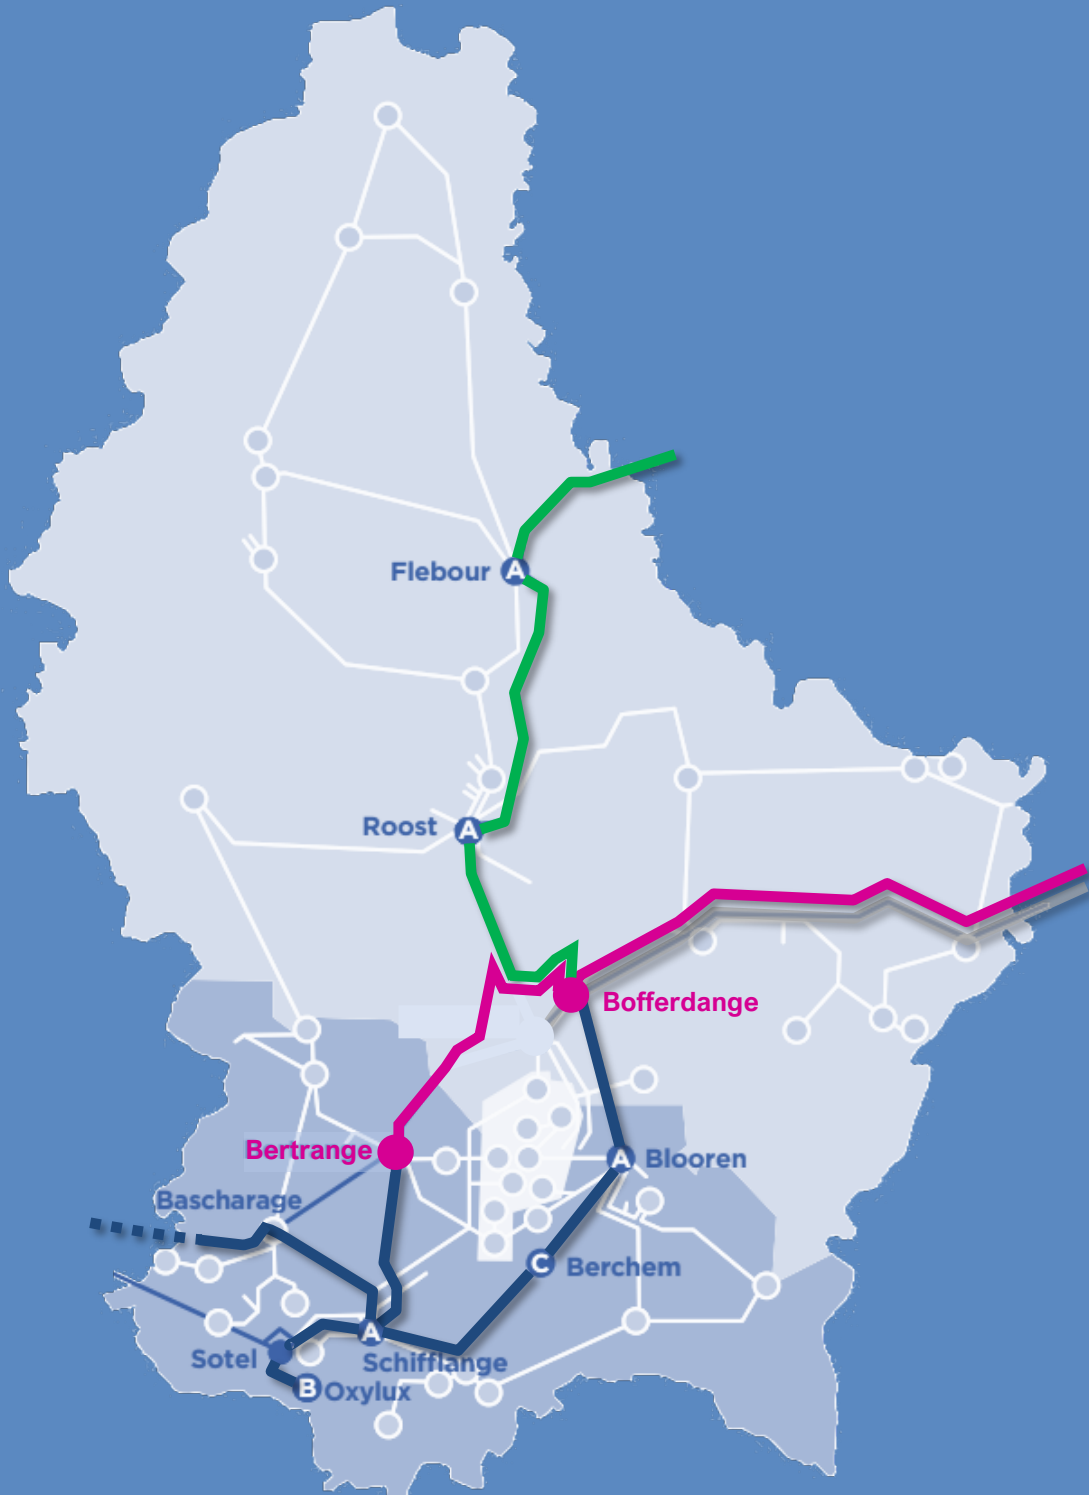 Flebour A
Roost A
Bofferdange
Bertrange
A Blooren
Bascharage
C Berchem
A
Sotel
Schifflange
B Oxylux